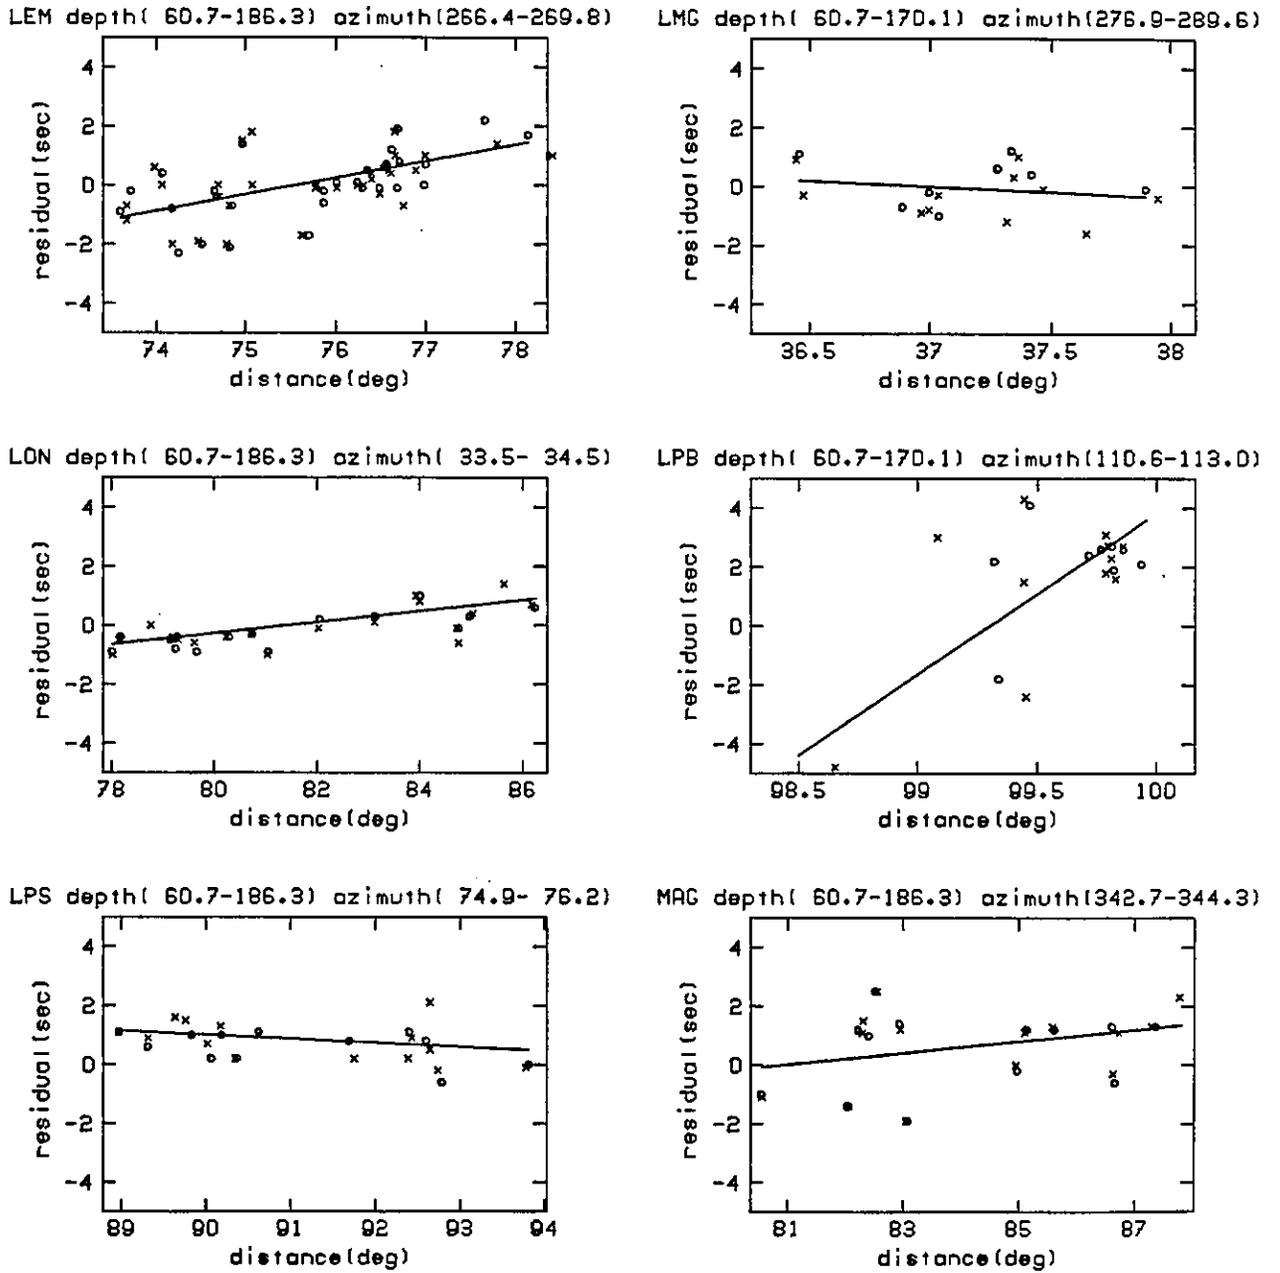 LEM depth( 60.7-186.3) azimuth(266.4-269.8)
4
2
0
-2
-4
residual(sec)
74 75 76 77 78
distance(deg)
LMG depth( 60.7-170.1) azimuth(276.9-289.6)
4
2
0
-2
-4
residual(sec)
36.5 37 37.5 38
distance(deg)
LON depth( 60.7-186.3) azimuth( 33.5- 34.5)
4
2
0
-2
-4
residual(sec)
78 80 82 84 86
distance(deg)
LPB depth( 60.7-170.1) azimuth(110.6-113.0)
4
2
0
-2
-4
residual(sec)
98.5 99 99.5 100
distance(deg)
LPS depth( 60.7-186.3) azimuth( 74.9- 76.2)
4
2
0
-2
-4
residual(sec)
89 90 91 92 93 94
distance(deg)
MAG depth( 60.7-186.3) azimuth(342.7-344.3)
4
2
0
-2
-4
residual(sec)
81 83 85 87
distance(deg)